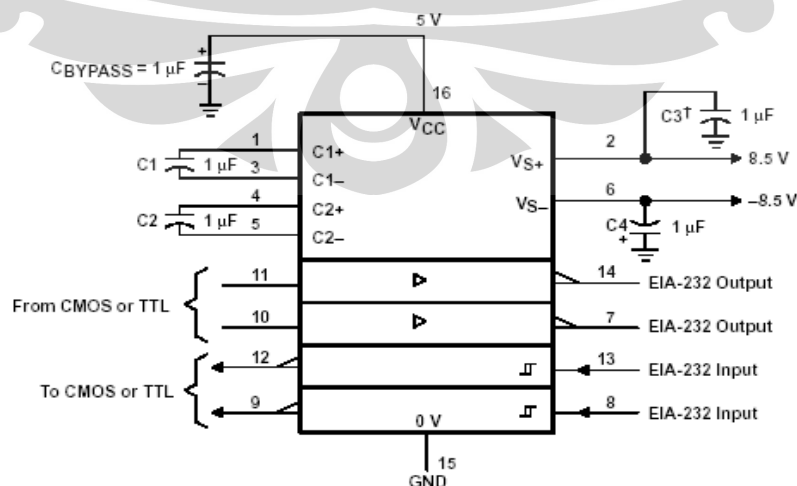 5 V
CBYPASS = 1 µF
+
–
16
VCC
C3† 1 µF
1
C1+
2
VS+
8.5 V
C1 1 µF
3
C1–
4
C2+
6
VS–
–8.5 V
C2 1 µF
5
C2–
C4
+
1 µF
From CMOS or TTL
11
14
EIA-232 Output
10
7
EIA-232 Output
To CMOS or TTL
12
13
EIA-232 Input
9
8
EIA-232 Input
0 V
15
GND